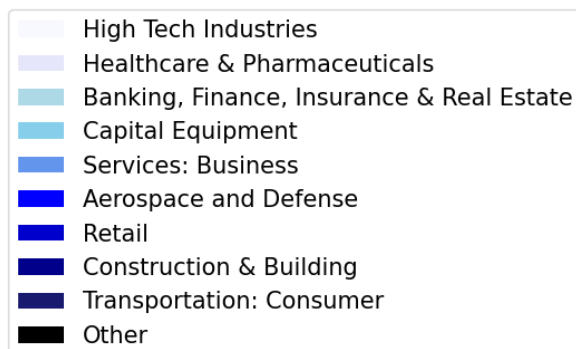 High Tech Industries
Healthcare & Pharmaceuticals
Banking, Finance, Insurance & Real Estate
Capital Equipment
Services: Business
Aerospace and Defense
Retail
Construction & Building
Transportation: Consumer
Other